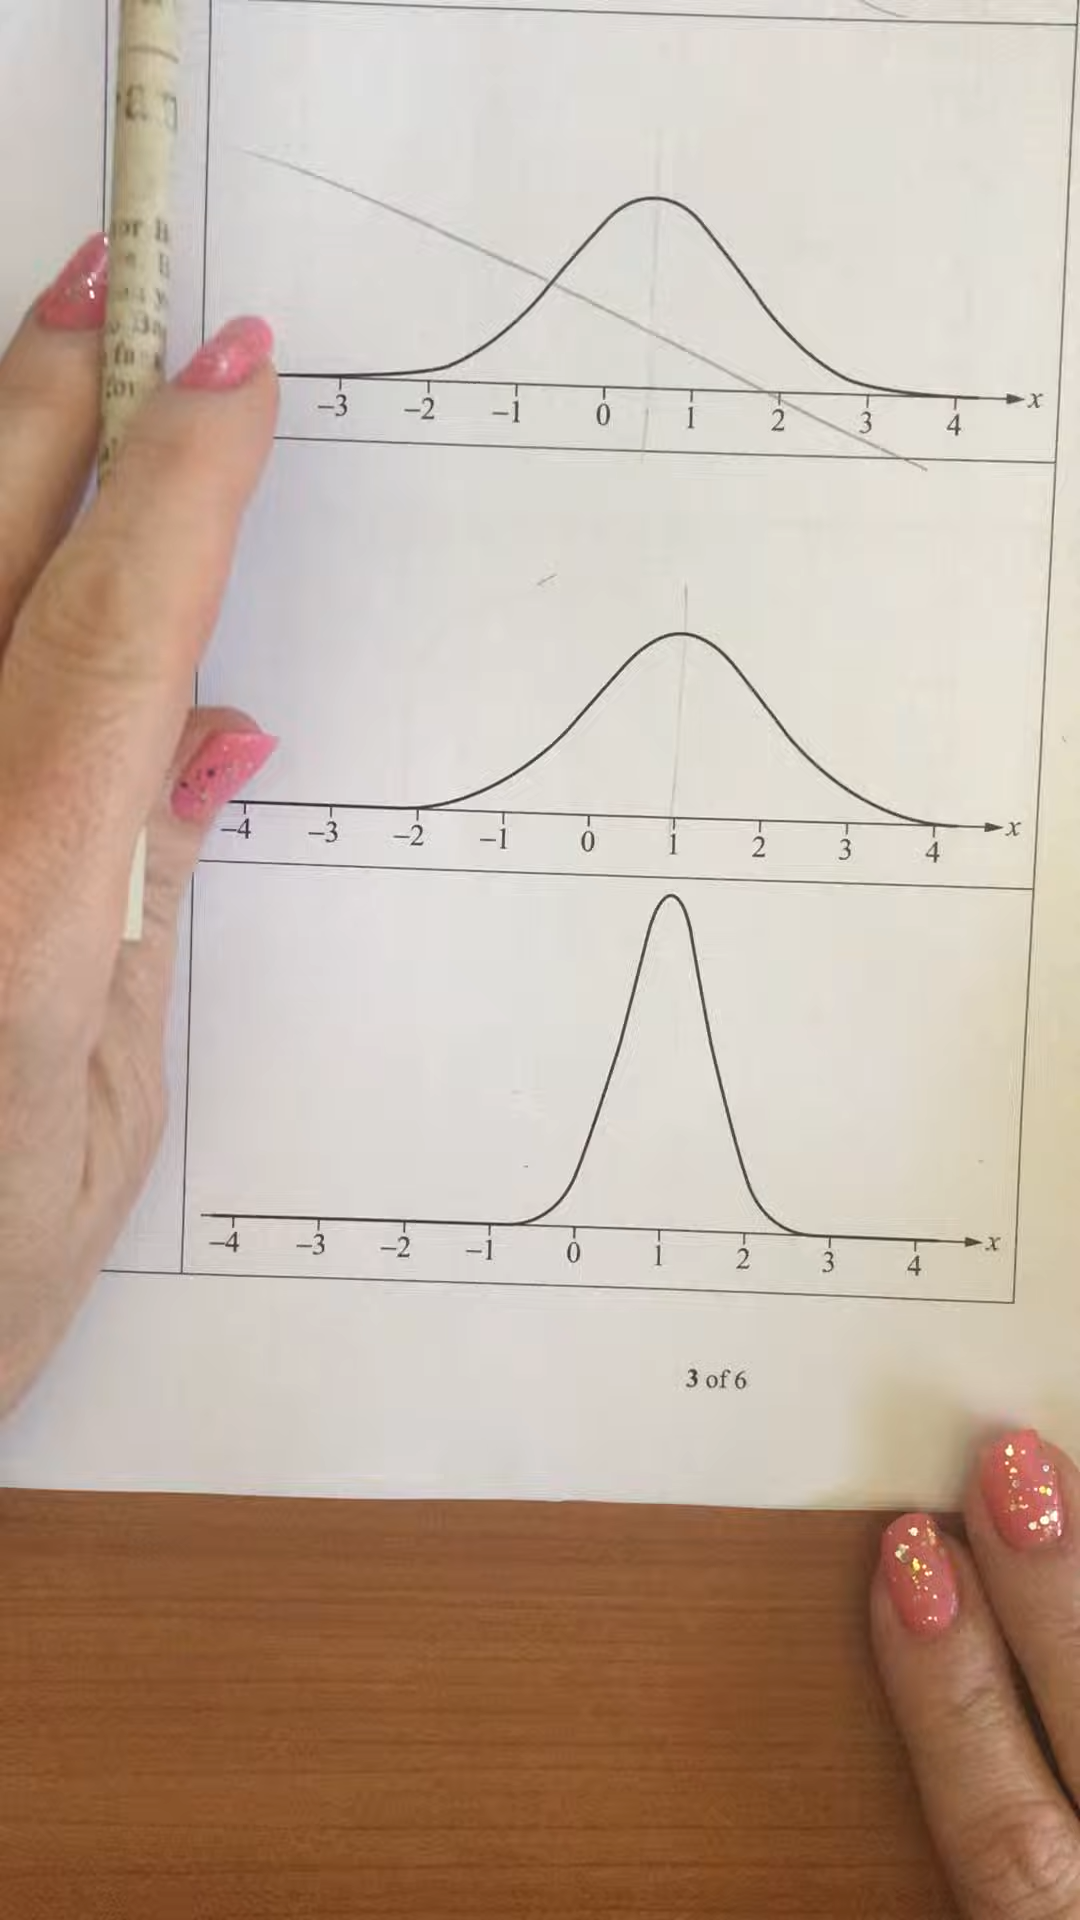 –3 –2 –1 0 1 2 3 4 x
–4 –3 –2 –1 0 1 2 3 4 x
–4 –3 –2 –1 0 1 2 3 4 x
3 of 6